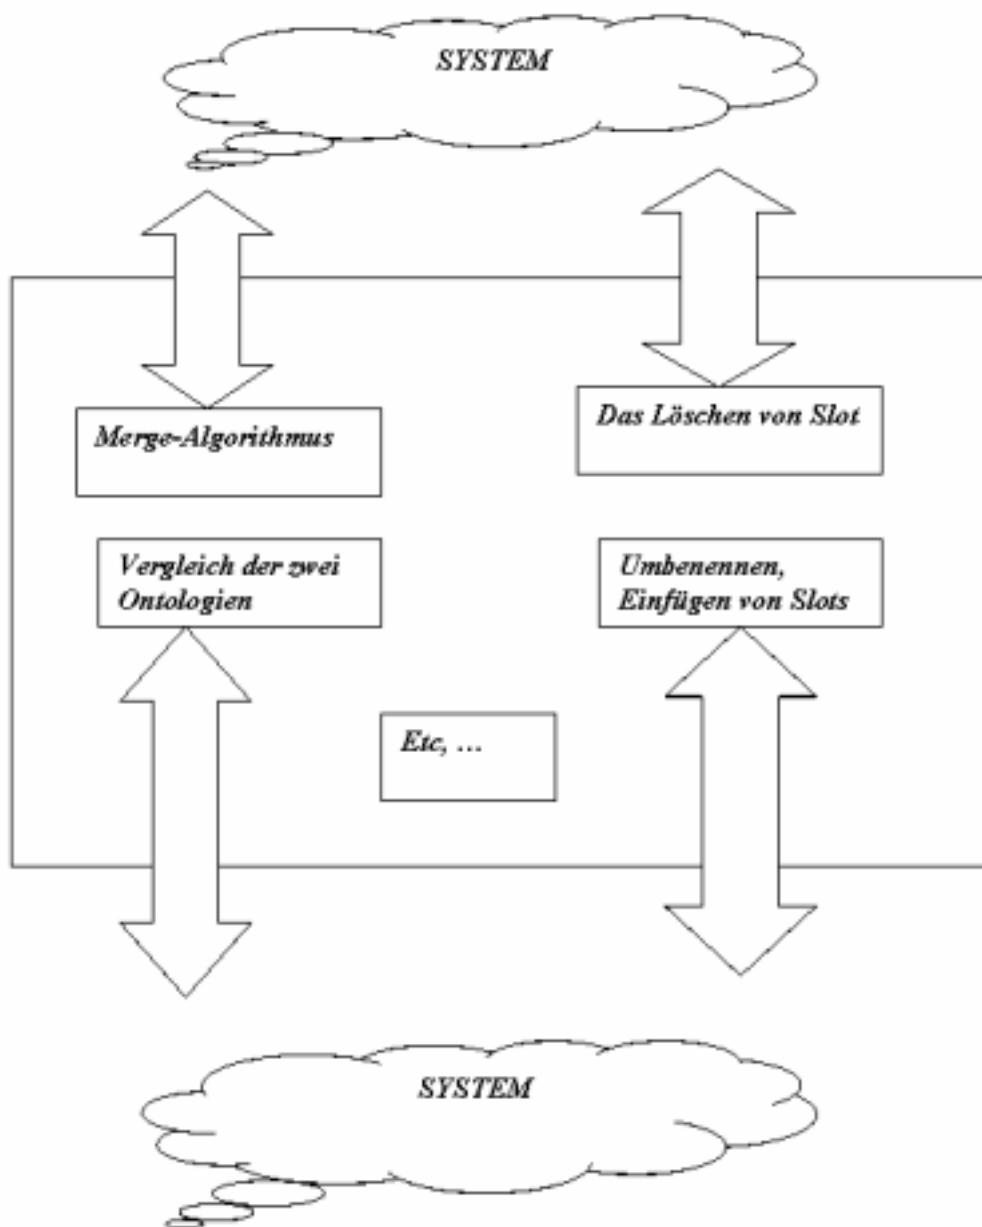 SYSTEM
Merge-Algorithmus
Das Löschen von Slot
Vergleich der zwei
Ontologien
Umbenennen,
Einfügen von Slots
Etc, ...
SYSTEM